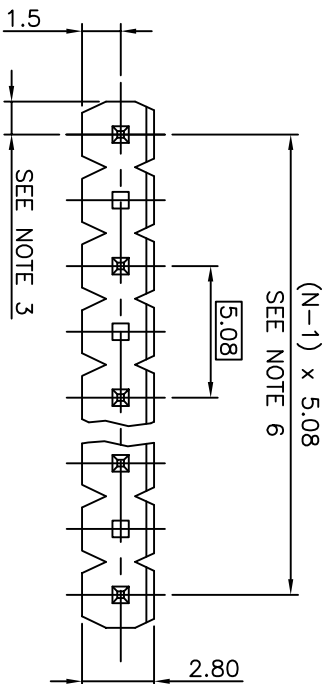 1.5
SEE NOTE 3
(N-1) x 5.08
SEE NOTE 6
5.08
2.80